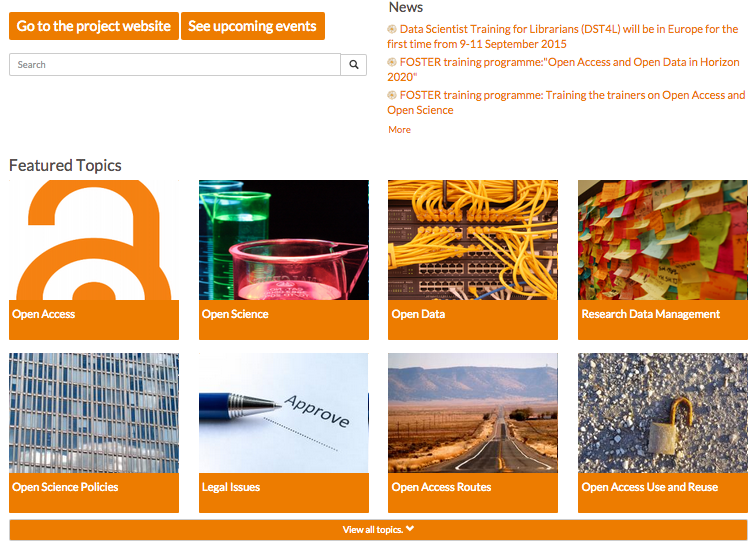 Go to the project website
See upcoming events
Search
News
Data Scientist Training for Librarians (DST4L) will be in Europe for the
first time from 9-11 September 2015
FOSTER training programme:"Open Access and Open Data in Horizon
2020"
FOSTER training programme: Training the trainers on Open Access and
Open Science
More
Featured Topics
Open Access
Open Science
Open Data
Research Data Management
Approve
Open Science Policies
Legal Issues
Open Access Routes
Open Access Use and Reuse
View all topics.